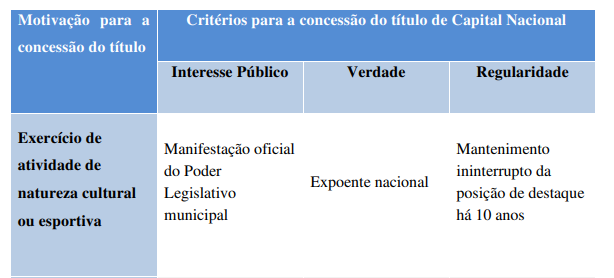 Motivação para a
concessão do título
Critérios para a concessão do título de Capital Nacional
Interesse Público
Verdade
Regularidade
Exercício de
atividade de
natureza cultural
ou esportiva
Manifestação oficial
do Poder
Legislativo
municipal
Expoente nacional
Mantenimento
ininterrupto da
posição de destaque
há 10 anos